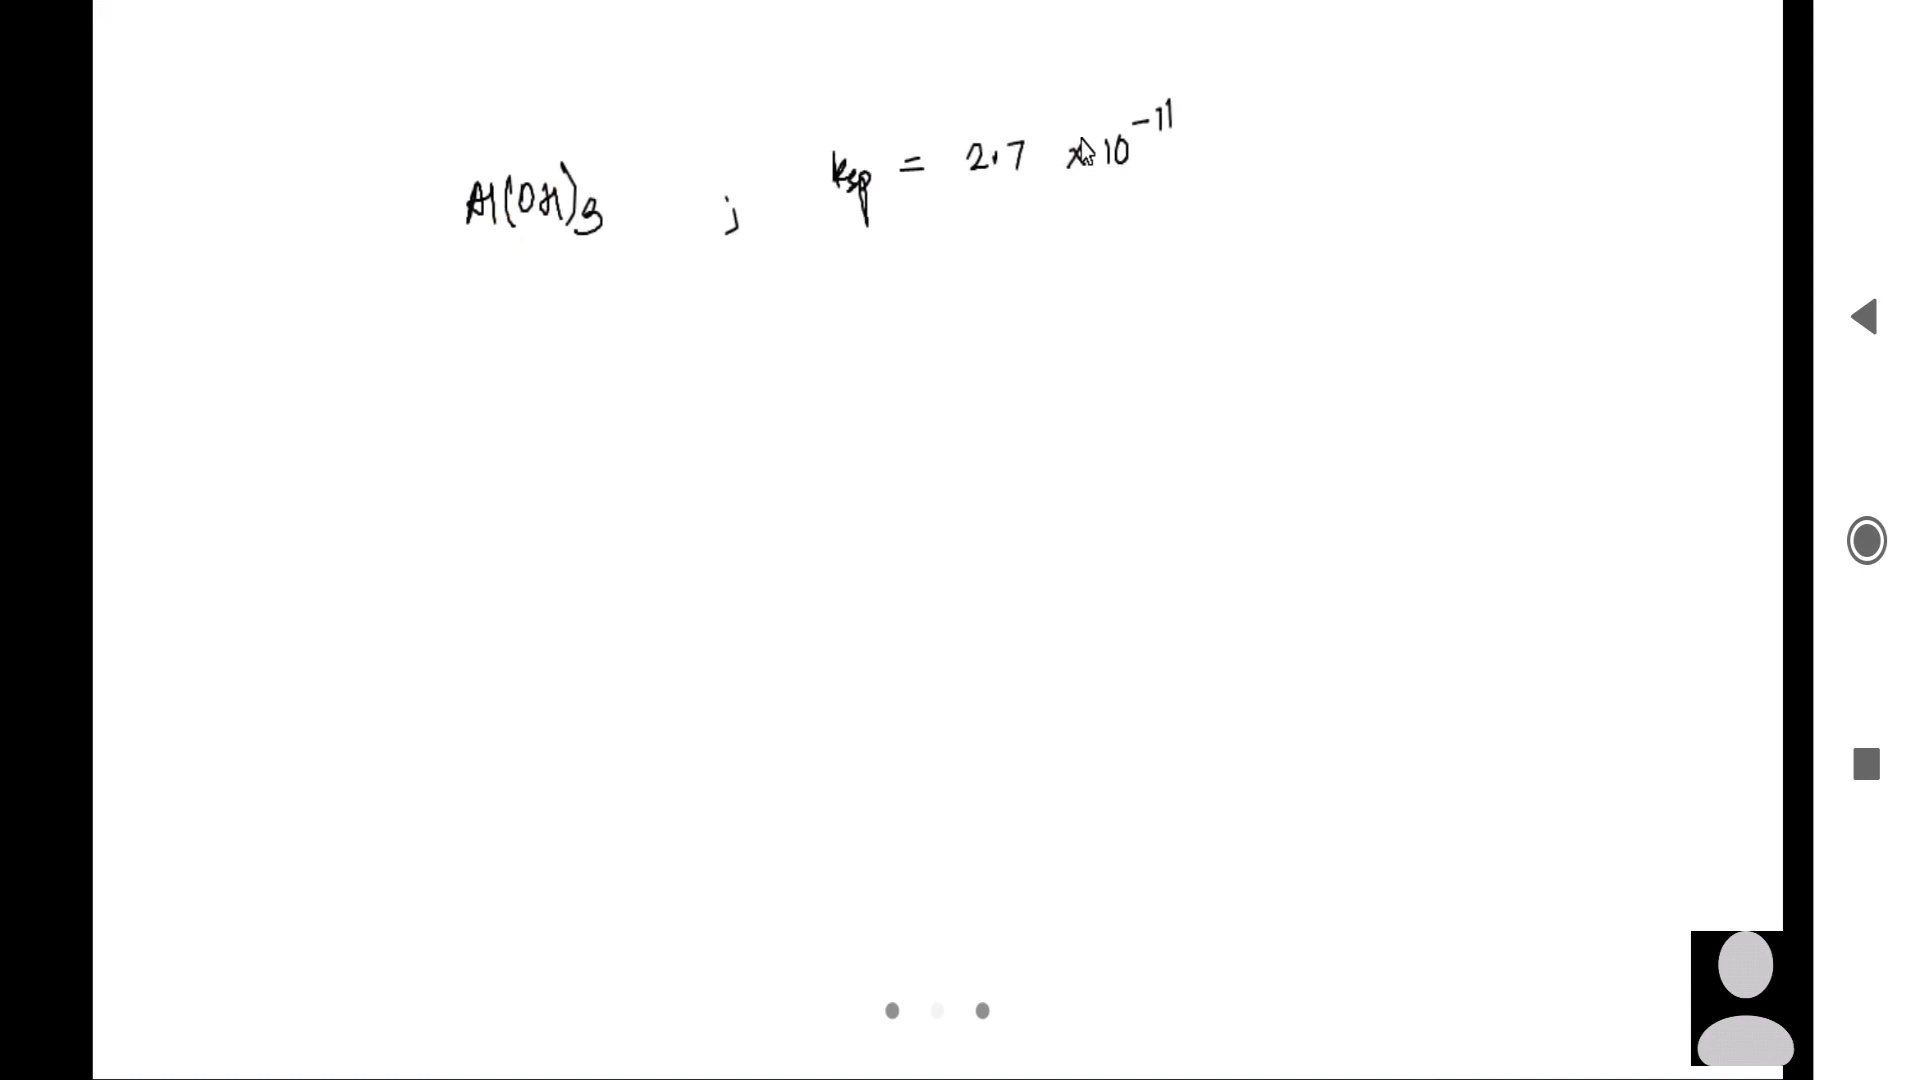 Al(OH)₃ ; ksp = 2.7 × 10⁻¹¹